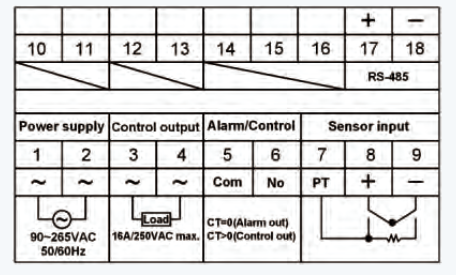 + −
10 11 12 13 14 15 16 17 18
RS-485
Power supply Control output Alarm/Control Sensor input
1 2 3 4 5 6 7 8 9
~ ~ ~ ~ Com No PT + −
~ Load
90~265VAC 16A/250VAC max. CT=0(Alarm out)
50/60Hz CT>0(Control out)